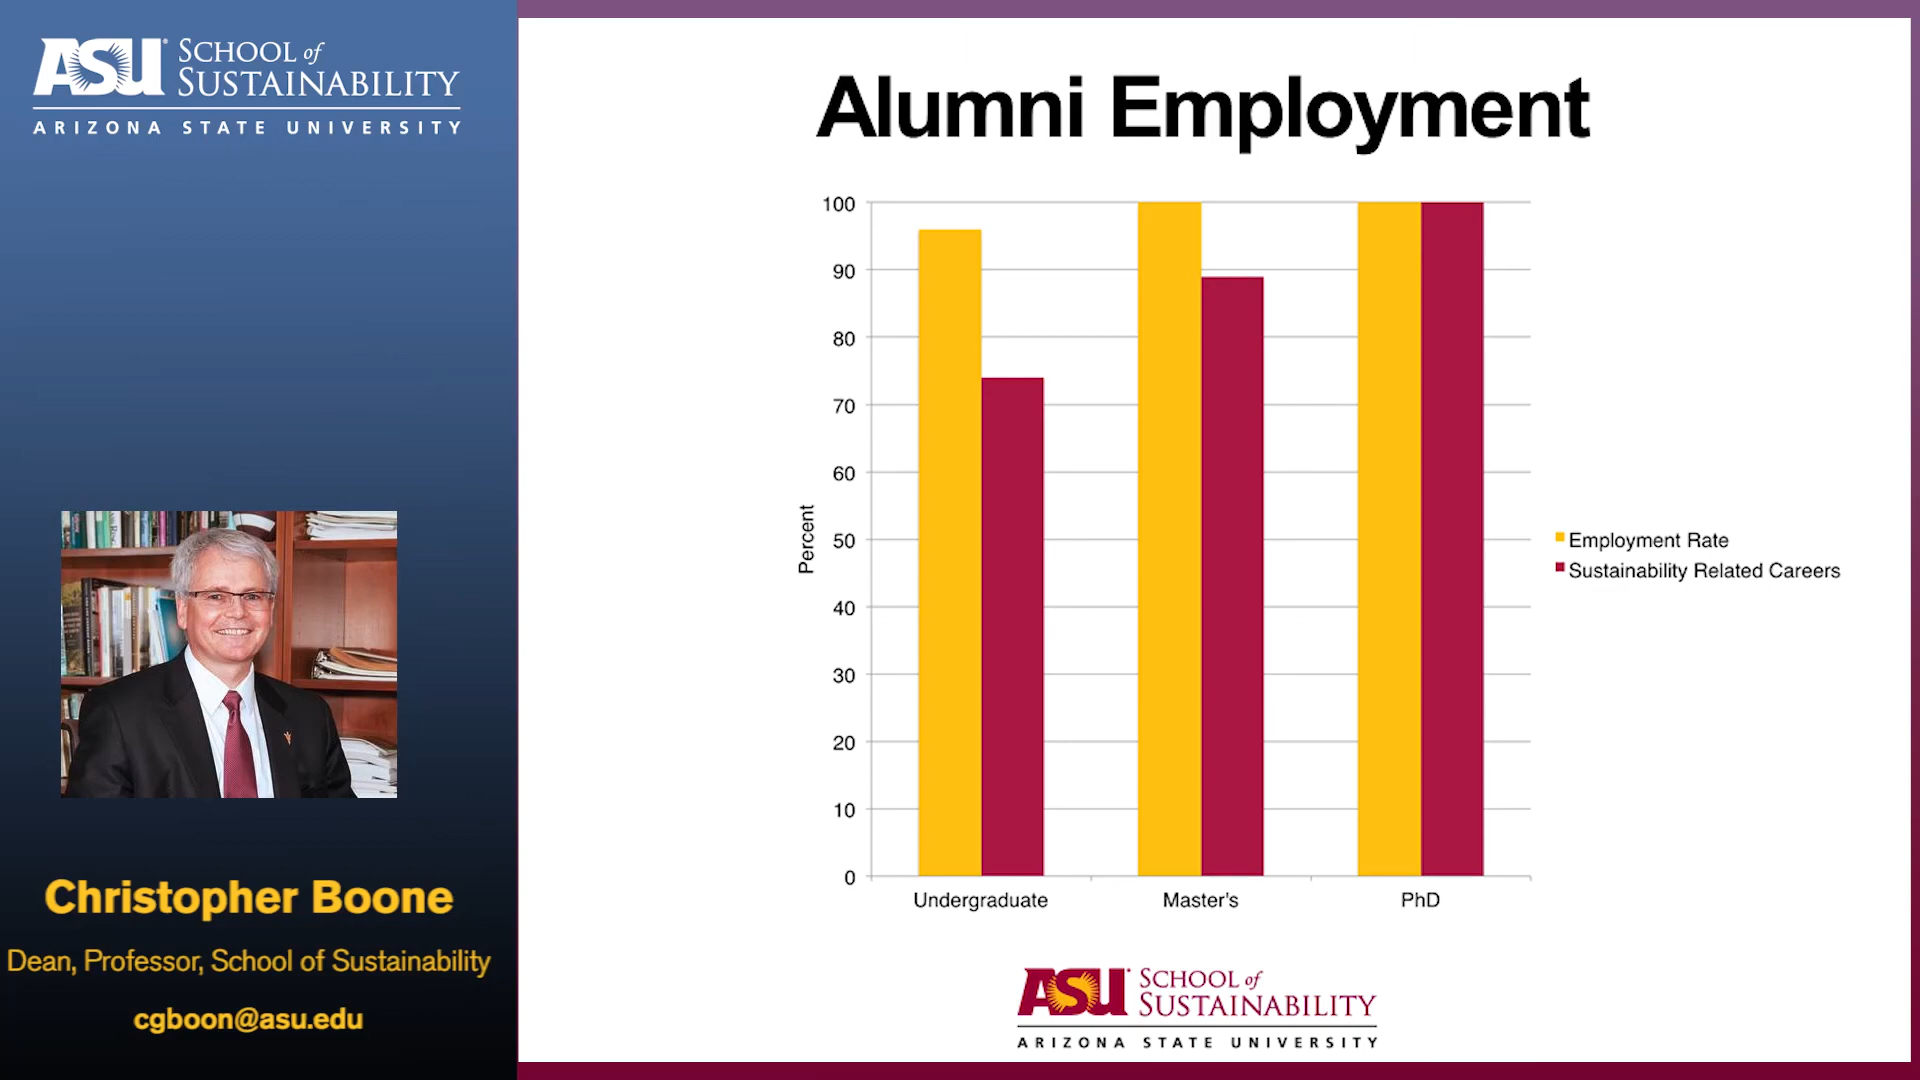 ASU SCHOOL of
SUSTAINABILITY
ARIZONA STATE UNIVERSITY
Christopher Boone
Dean, Professor, School of Sustainability
cgboon@asu.edu
Alumni Employment
100
90
80
70
60
50
40
30
20
10
0
Percent
Undergraduate
Master's
PhD
Employment Rate
Sustainability Related Careers
ASU SCHOOL of
SUSTAINABILITY
ARIZONA STATE UNIVERSITY